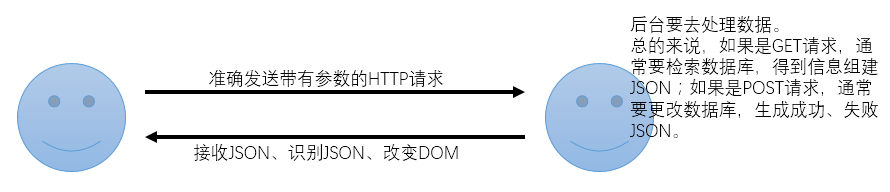 后台要去处理数据。
总的来说，如果是GET请求，通
常要检索数据库，得到信息组建
JSON；如果是POST请求，通常
要更改数据库，生成成功、失败
JSON。
准确发送带有参数的HTTP请求
接收JSON、识别JSON、改变DOM